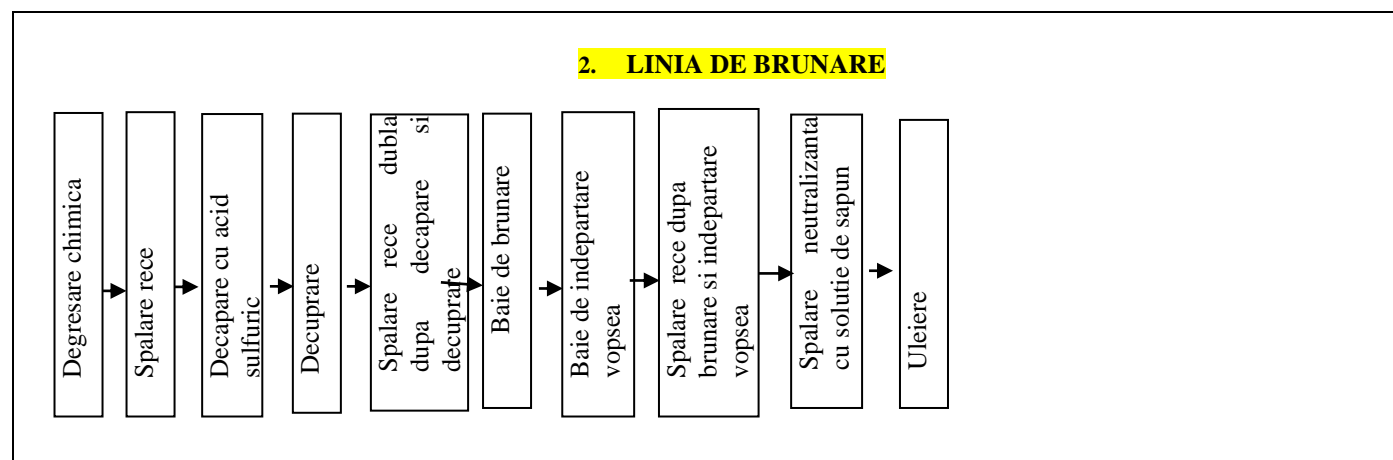 2. LINIA DE BRUNARE
Degresare chimica
Spalare rece
Decapare cu acid
sulfuric
Decuprare
Spalare rece dubla
dupa decapare si
decuprare
Baie de brunare
Baie de indepartare
vopsea
Spalare rece dupa
brunare si indepartare
vopsea
Spalare neutralizanta
cu solutie de sapun
Uleiere